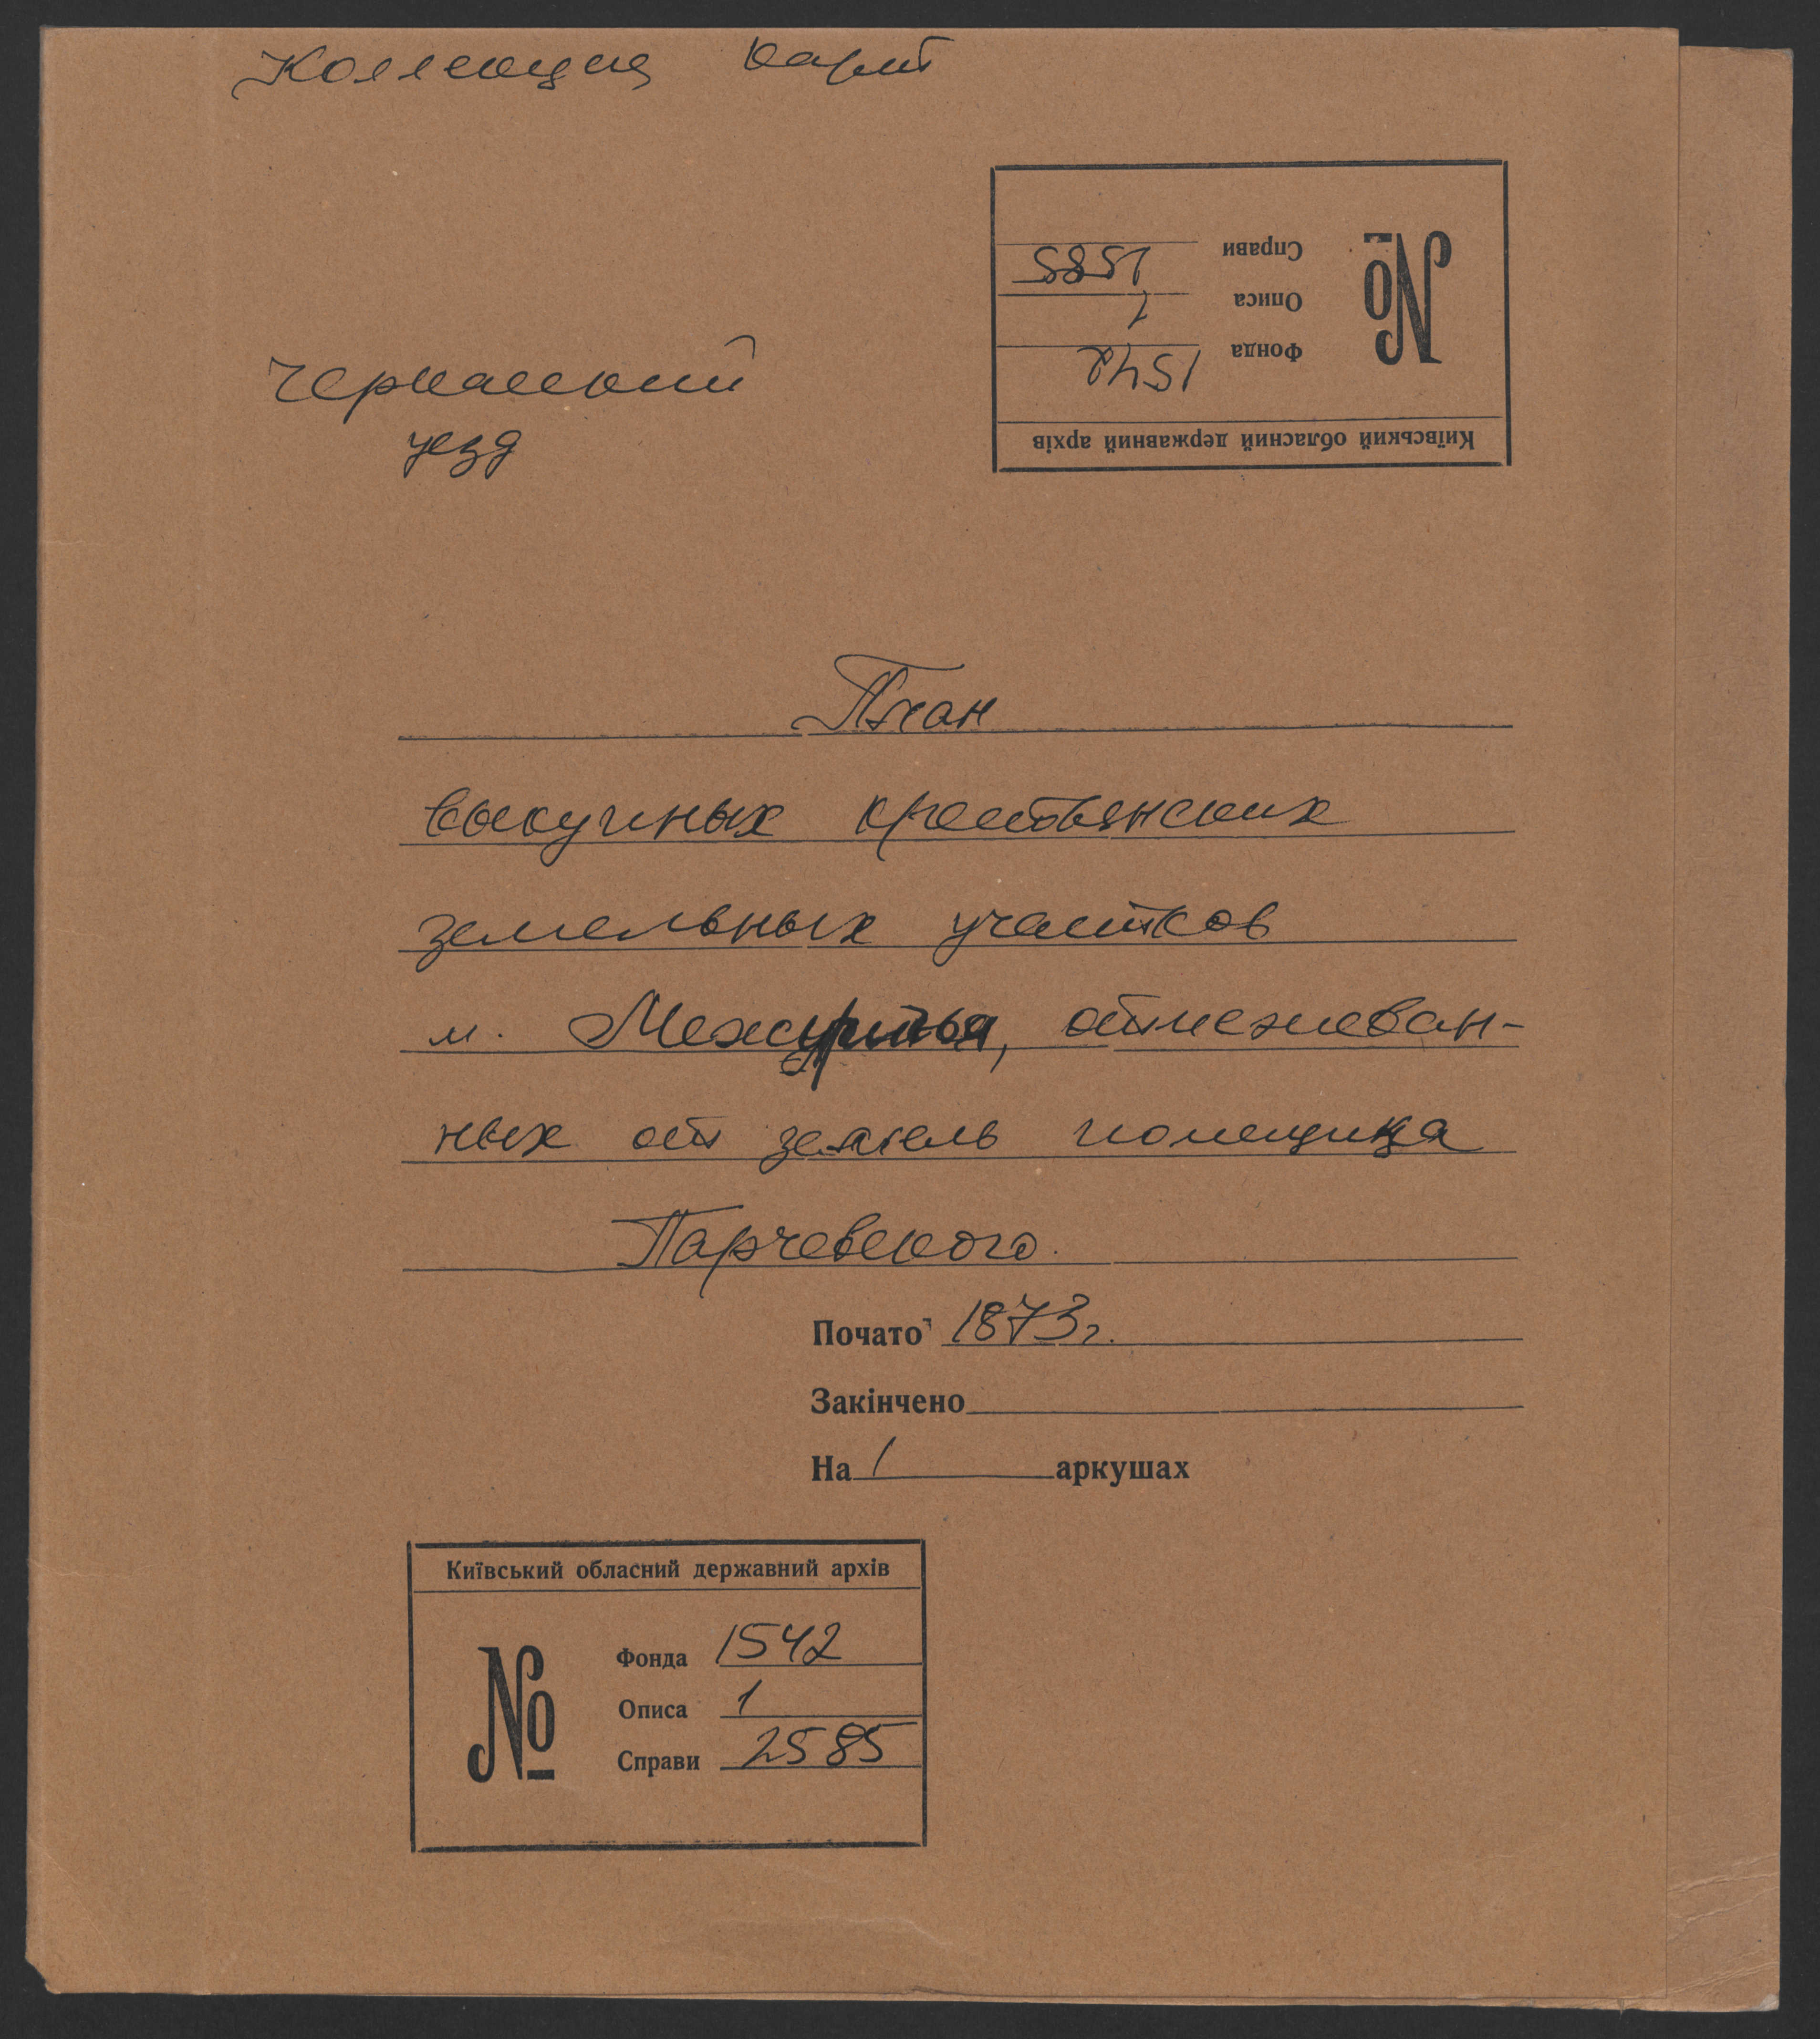 Коллекция карт
Київський обласний державний архів
№
Фонда 1542
Описа 1
Справи 2585
Черкасский
уезд
План
выкупных крестьянских
земельных участков
м. отмежеван-
ных от земель помещика
Парчевского.
Почато 1873 г.
Закінчено
На 1 аркушах
Київський обласний державний архів
№
Фонда 1542
Описа 1
Справи 2585